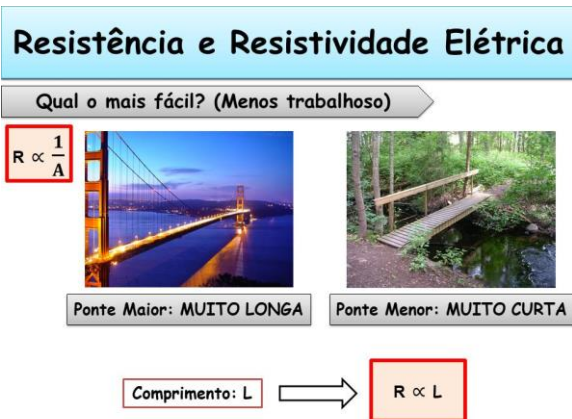 Resistência e Resistividade Elétrica
Qual o mais fácil? (Menos trabalhoso)
R ∝ 1/A
Ponte Maior: MUITO LONGA
Ponte Menor: MUITO CURTA
Comprimento: L
R ∝ L